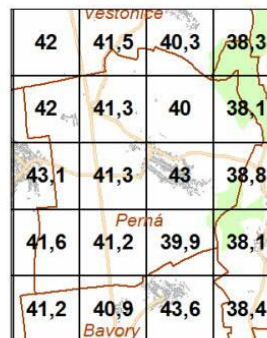 Věstonice
42 41,5 40,3 38,3
42 41,3 40 38,1
43,1 41,3 43 38,8
Perná
41,6 41,2 39,9 38,1
41,2 40,9 43,6 38,4
Bavory